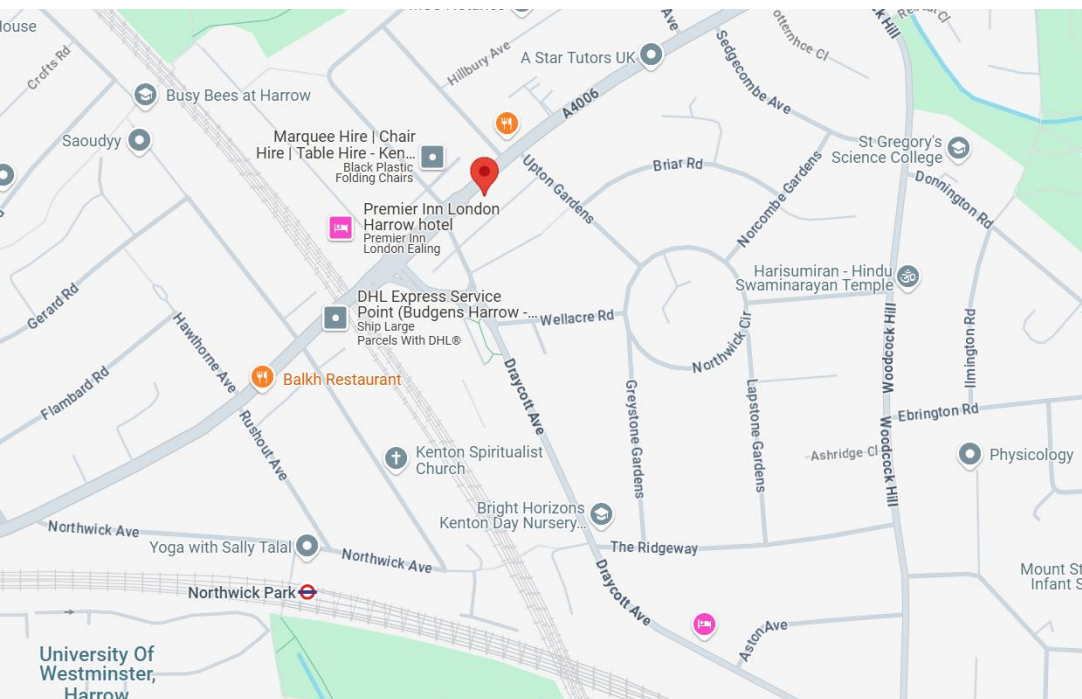 louse
Crofts Rd
Busy Bees at Harrow
Saoudyy
Hillbury Ave
A Star Tutors UK
Ave
A4006
Sedgecombe Ave
St Gregory's
Science College
Donnington Rd
Marquee Hire | Chair
Hire | Table Hire - Ken...
Black Plastic
Folding Chairs
Upton Gardens
Briar Rd
Norcombe Gardens
Premier Inn London
Harrow hotel
Premier Inn
London Ealing
Harisumiran - Hindu
Swaminarayan Temple
Gerard Rd
Hawthorne Ave
DHL Express Service
Point (Budgens Harrow -...
Ship Large
Parcels With DHL®
Wellacre Rd
Northwick Cir
Woodcock Hill
Ilmington Rd
Flambard Rd
Balkh Restaurant
Draycott Ave
Greystone Gardens
Lapstone Gardens
Ebrington Rd
Rushout Ave
Kenton Spiritualist
Church
Ashridge Cl
Woodcock Hill
Physicology
Bright Horizons
Kenton Day Nursery...
Northwick Ave
Yoga with Sally Talal
Northwick Ave
The Ridgeway
Northwick Park
Draycott Ave
Mount St
Infant S
Aston Ave
University Of
Westminster,
Harrow